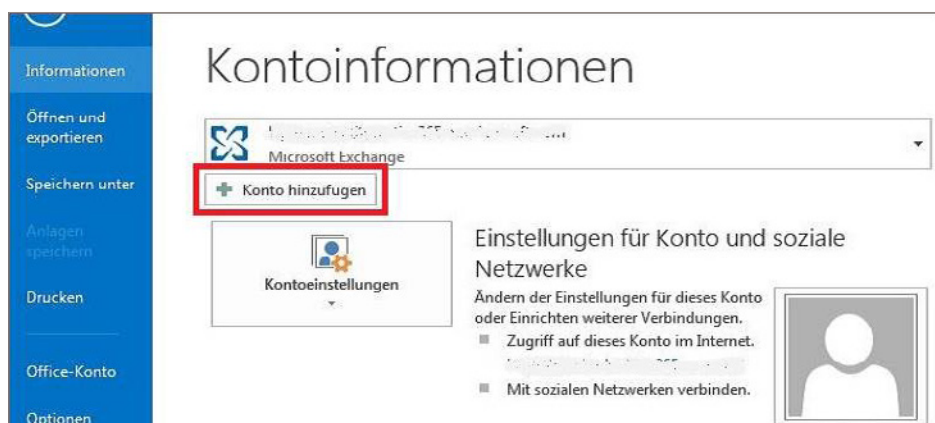 Informationen
Öffnen und
exportieren
Speichern unter
Anlagen
speichern
Drucken
Office-Konto
Optionen
Kontoinformationen
Microsoft Exchange
Konto hinzufugen
Kontoeinstellungen
Einstellungen für Konto und soziale
Netzwerke
Ändern der Einstellungen für dieses Konto
oder Einrichten weiterer Verbindungen.
Zugriff auf dieses Konto im Internet.
Mit sozialen Netzwerken verbinden.